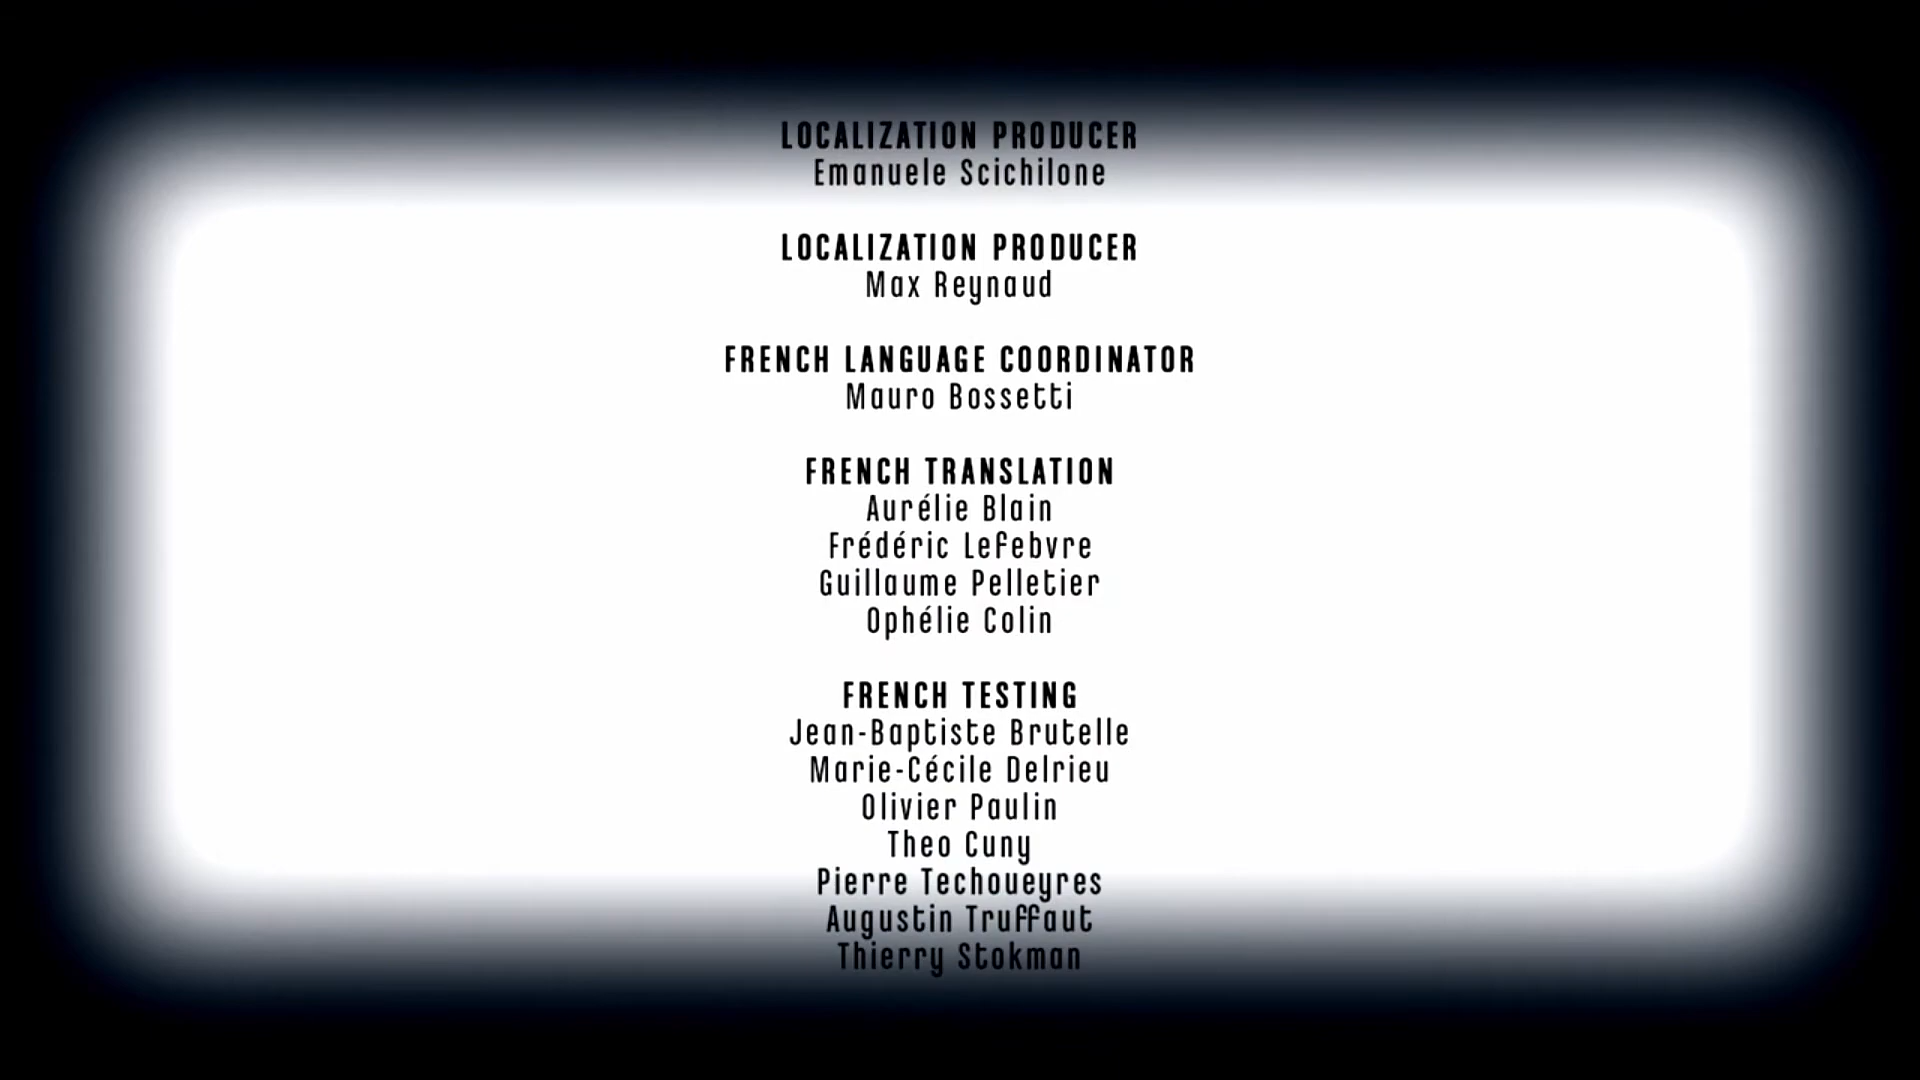 LOCALIZATION PRODUCER
Emanuele Scichilone
LOCALIZATION PRODUCER
Max Reynaud
FRENCH LANGUAGE COORDINATOR
Mauro Bossetti
FRENCH TRANSLATION
Aurélie Blain
Frédéric Lefebvre
Guillaume Pelletier
Ophélie Colin
FRENCH TESTING
Jean-Baptiste Brutelle
Marie-Cécile Delrieu
Olivier Paulin
Theo Cuny
Pierre Techoueyres
Augustin Truffaut
Thierry Stokman